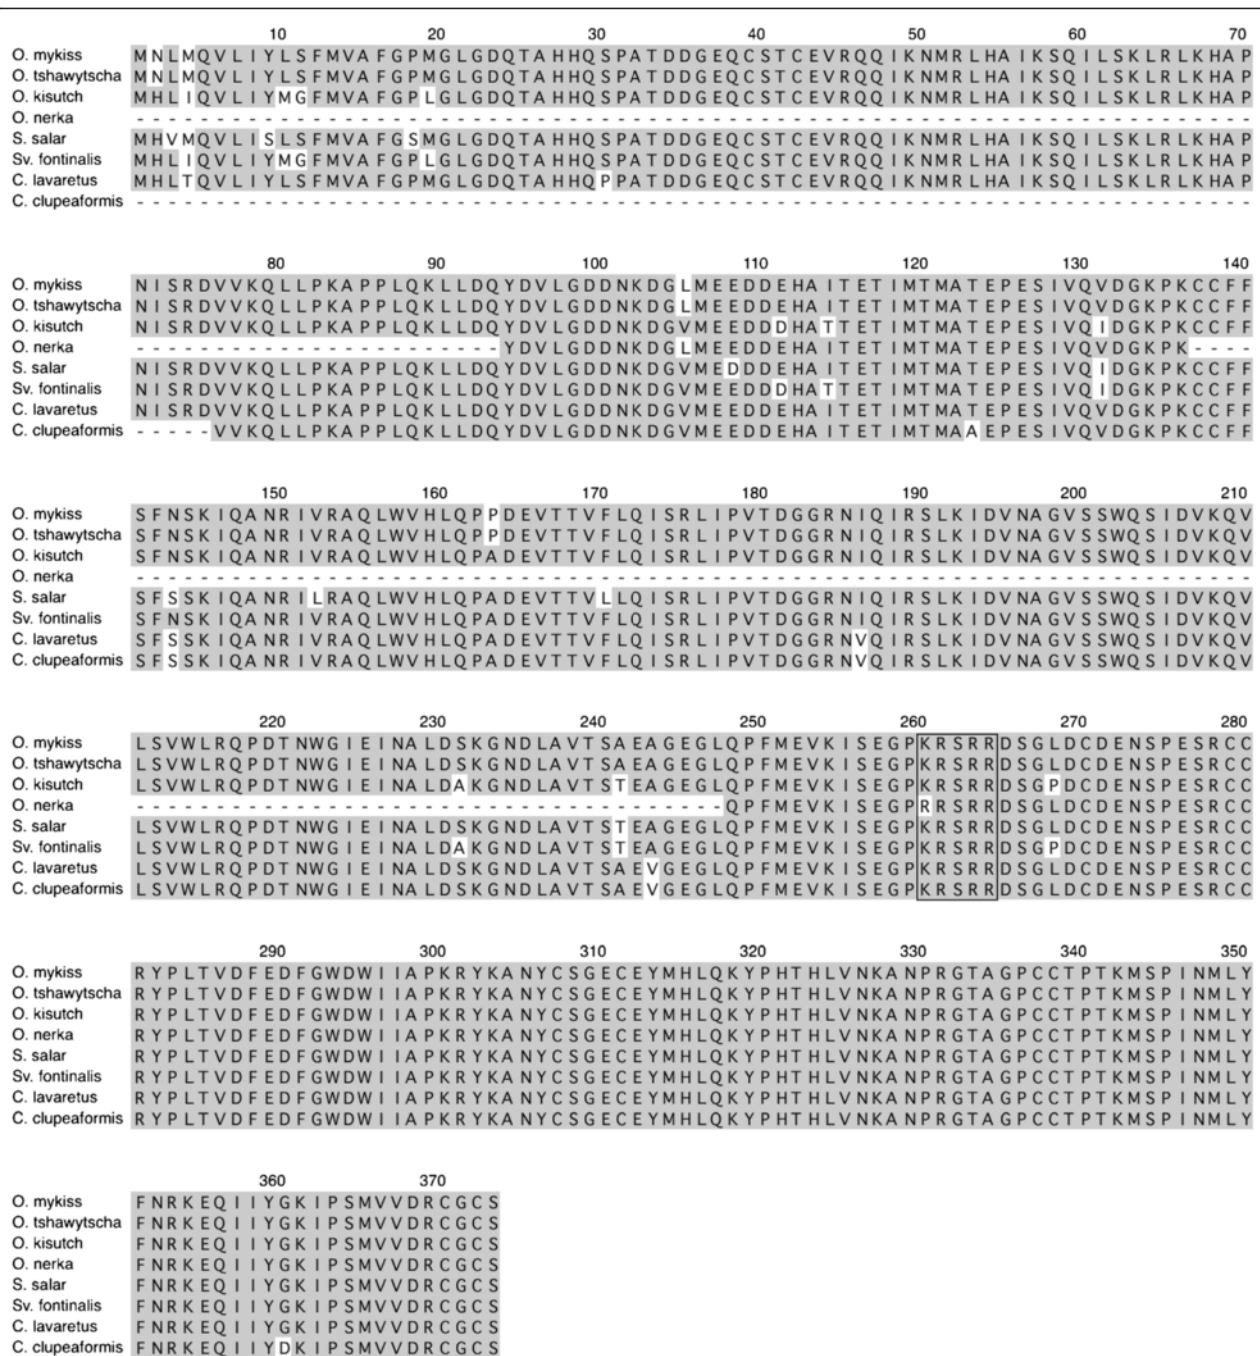 10 20 30 40 50 60 70
O. mykiss MNLMQVLIYLSFMVAFGPMGLGDQTAHHQSPATDDGEQCSTCEVRQQIKNMRLHAIKSQILSKLRLKHAP
O. tshawytscha MNLMQVLIYLSFMVAFGPMGLGDQTAHHQSPATDDGEQCSTCEVRQQIKNMRLHAIKSQILSKLRLKHAP
O. kisutch MHLIQVLIYMGFMVAFGPLGLGDQTAHHQSPATDDGEQCSTCEVRQQIKNMRLHAIKSQILSKLRLKHAP
O. nerka ----------------------------------------------------------------------
S. salar MHVMQVLISLSFMVAFGSMGLGDQTAHHQSPATDDGEQCSTCEVRQQIKNMRLHAIKSQILSKLRLKHAP
Sv. fontinalis MHLIQVLIYMGFMVAFGPLGLGDQTAHHQSPATDDGEQCSTCEVRQQIKNMRLHAIKSQILSKLRLKHAP
C. lavaretus MHLTQVLIYLSFMVAFGPMGLGDQTAHHQPPATDDGEQCSTCEVRQQIKNMRLHAIKSQILSKLRLKHAP
C. clupeaformis ----------------------------------------------------------------------
80 90 100 110 120 130 140
O. mykiss NISRDVVKQLLPKAPPLQKLLDQYDVLGDDNKDGLMEEDDEHAITETIMTMATEPESIVQVDGKPKCCFF
O. tshawytscha NISRDVVKQLLPKAPPLQKLLDQYDVLGDDNKDGLMEEDDEHAITETIMTMATEPESIVQVDGKPKCCFF
O. kisutch NISRDVVKQLLPKAPPLQKLLDQYDVLGDDNKDGVMEEDDDHATTETIMTMATEPESIVQIDGKPKCCFF
O. nerka -----------------------YDVLGDDNKDGLMEEDDEHAITETIMTMATEPESIVQVDGKPK----
S. salar NISRDVVKQLLPKAPPLQKLLDQYDVLGDDNKDGVMEDDDEHAITETIMTMATEPESIVQIDGKPKCCFF
Sv. fontinalis NISRDVVKQLLPKAPPLQKLLDQYDVLGDDNKDGVMEEDDDHATTETIMTMATEPESIVQIDGKPKCCFF
C. lavaretus NISRDVVKQLLPKAPPLQKLLDQYDVLGDDNKDGVMEEDDEHAITETIMTMATEPESIVQVDGKPKCCFF
C. clupeaformis -----VVKQLLPKAPPLQKLLDQYDVLGDDNKDGVMEEDDEHAITETIMTMAAEPESIVQVDGKPKCCFF
150 160 170 180 190 200 210
O. mykiss SFNSKIQANRIVRAQLWVHLQPPDEVTTVFLQISRLIPVTDGGRNIQIRSLKIDVNAGVSSWQSIDVKQV
O. tshawytscha SFNSKIQANRIVRAQLWVHLQPPDEVTTVFLQISRLIPVTDGGRNIQIRSLKIDVNAGVSSWQSIDVKQV
O. kisutch SFNSKIQANRIVRAQLWVHLQPADEVTTVFLQISRLIPVTDGGRNIQIRSLKIDVNAGVSSWQSIDVKQV
O. nerka ----------------------------------------------------------------------
S. salar SFSSKIQANRILRAQLWVHLQPADEVTTVLLQISRLIPVTDGGRNIQIRSLKIDVNAGVSSWQSIDVKQV
Sv. fontinalis SFNSKIQANRIVRAQLWVHLQPADEVTTVFLQISRLIPVTDGGRNIQIRSLKIDVNAGVSSWQSIDVKQV
C. lavaretus SFSSKIQANRIVRAQLWVHLQPADEVTTVFLQISRLIPVTDGGRNVQIRSLKIDVNAGVSSWQSIDVKQV
C. clupeaformis SFSSKIQANRIVRAQLWVHLQPADEVTTVFLQISRLIPVTDGGRNVQIRSLKIDVNAGVSSWQSIDVKQV
220 230 240 250 260 270 280
O. mykiss LSVWLRQPDTNWGIEINALDSKGNDLAVTSAEAGEGLQPFMEVKISEGPKRSRRDSGLDCDENSPESRCC
O. tshawytscha LSVWLRQPDTNWGIEINALDSKGNDLAVTSAEAGEGLQPFMEVKISEGPKRSRRDSGLDCDENSPESRCC
O. kisutch LSVWLRQPDTNWGIEINALDAKGNDLAVTSTEAGEGLQPFMEVKISEGPKRSRRDSGPDCDENSPESRCC
O. nerka -------------------------------------QPFMEVKISEGPRRSRRDSGLDCDENSPESRCC
S. salar LSVWLRQPDTNWGIEINALDSKGNDLAVTSTEAGEGLQPFMEVKISEGPKRSRRDSGLDCDENSPESRCC
Sv. fontinalis LSVWLRQPDTNWGIEINALDAKGNDLAVTSTEAGEGLQPFMEVKISEGPKRSRRDSGPDCDENSPESRCC
C. lavaretus LSVWLRQPDTNWGIEINALDSKGNDLAVTSAEVGEGLQPFMEVKISEGPKRSRRDSGLDCDENSPESRCC
C. clupeaformis LSVWLRQPDTNWGIEINALDSKGNDLAVTSAEVGEGLQPFMEVKISEGPKRSRRDSGLDCDENSPESRCC
290 300 310 320 330 340 350
O. mykiss RYPLTVDFEDFGWDWIIAPKRYKANYCSGECEYMHLQKYPHTHLVNKANPRGTAGPCCTPTKMSPINMLY
O. tshawytscha RYPLTVDFEDFGWDWIIAPKRYKANYCSGECEYMHLQKYPHTHLVNKANPRGTAGPCCTPTKMSPINMLY
O. kisutch RYPLTVDFEDFGWDWIIAPKRYKANYCSGECEYMHLQKYPHTHLVNKANPRGTAGPCCTPTKMSPINMLY
O. nerka RYPLTVDFEDFGWDWIIAPKRYKANYCSGECEYMHLQKYPHTHLVNKANPRGTAGPCCTPTKMSPINMLY
S. salar RYPLTVDFEDFGWDWIIAPKRYKANYCSGECEYMHLQKYPHTHLVNKANPRGTAGPCCTPTKMSPINMLY
Sv. fontinalis RYPLTVDFEDFGWDWIIAPKRYKANYCSGECEYMHLQKYPHTHLVNKANPRGTAGPCCTPTKMSPINMLY
C. lavaretus RYPLTVDFEDFGWDWIIAPKRYKANYCSGECEYMHLQKYPHTHLVNKANPRGTAGPCCTPTKMSPINMLY
C. clupeaformis RYPLTVDFEDFGWDWIIAPKRYKANYCSGECEYMHLQKYPHTHLVNKANPRGTAGPCCTPTKMSPINMLY
360 370
O. mykiss FNRKEQIIYGKIPSMVVDRCGCS
O. tshawytscha FNRKEQIIYGKIPSMVVDRCGCS
O. kisutch FNRKEQIIYGKIPSMVVDRCGCS
O. nerka FNRKEQIIYGKIPSMVVDRCGCS
S. salar FNRKEQIIYGKIPSMVVDRCGCS
Sv. fontinalis FNRKEQIIYGKIPSMVVDRCGCS
C. lavaretus FNRKEQIIYGKIPSMVVDRCGCS
C. clupeaformis FNRKEQIIYDKIPSMVVDRCGCS